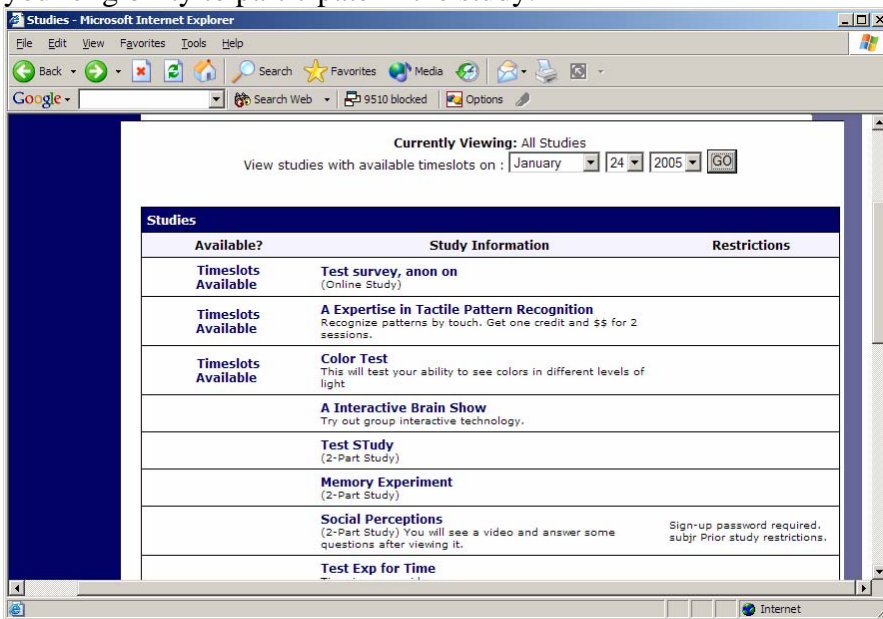 Studies - Microsoft Internet Explorer
File Edit View Favorites Tools Help
Back Search Favorites Media
Google Search Web 9510 blocked Options
Currently Viewing: All Studies
View studies with available timeslots on : January 24 2005 GO
Studies
Available? Study Information Restrictions
Timeslots Available
Test survey, anon on
(Online Study)
Timeslots Available
A Expertise in Tactile Pattern Recognition
Recognize patterns by touch. Get one credit and $$ for 2
sessions.
Timeslots Available
Color Test
This will test your ability to see colors in different levels of
light
A Interactive Brain Show
Try out group interactive technology.
Test STudy
(2-Part Study)
Memory Experiment
(2-Part Study)
Social Perceptions
(2-Part Study) You will see a video and answer some
questions after viewing it.
Sign-up password required.
subjr Prior study restrictions.
Test Exp for Time
Internet